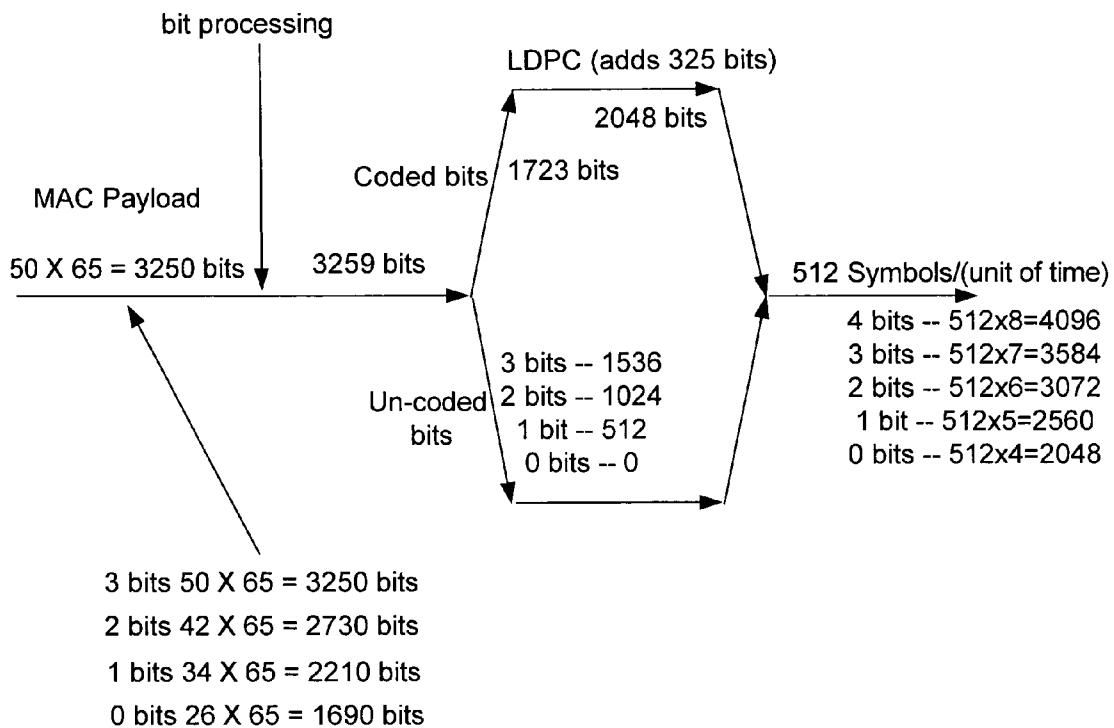 bit processing
LDPC (adds 325 bits)
2048 bits
Coded bits
1723 bits
MAC Payload
50 X 65 = 3250 bits
3259 bits
512 Symbols/(unit of time)
4 bits -- 512x8=4096
3 bits -- 512x7=3584
2 bits -- 512x6=3072
1 bit -- 512x5=2560
0 bits -- 512x4=2048
Un-coded
bits
3 bits -- 1536
2 bits -- 1024
1 bit -- 512
0 bits -- 0
3 bits 50 X 65 = 3250 bits
2 bits 42 X 65 = 2730 bits
1 bits 34 X 65 = 2210 bits
0 bits 26 X 65 = 1690 bits